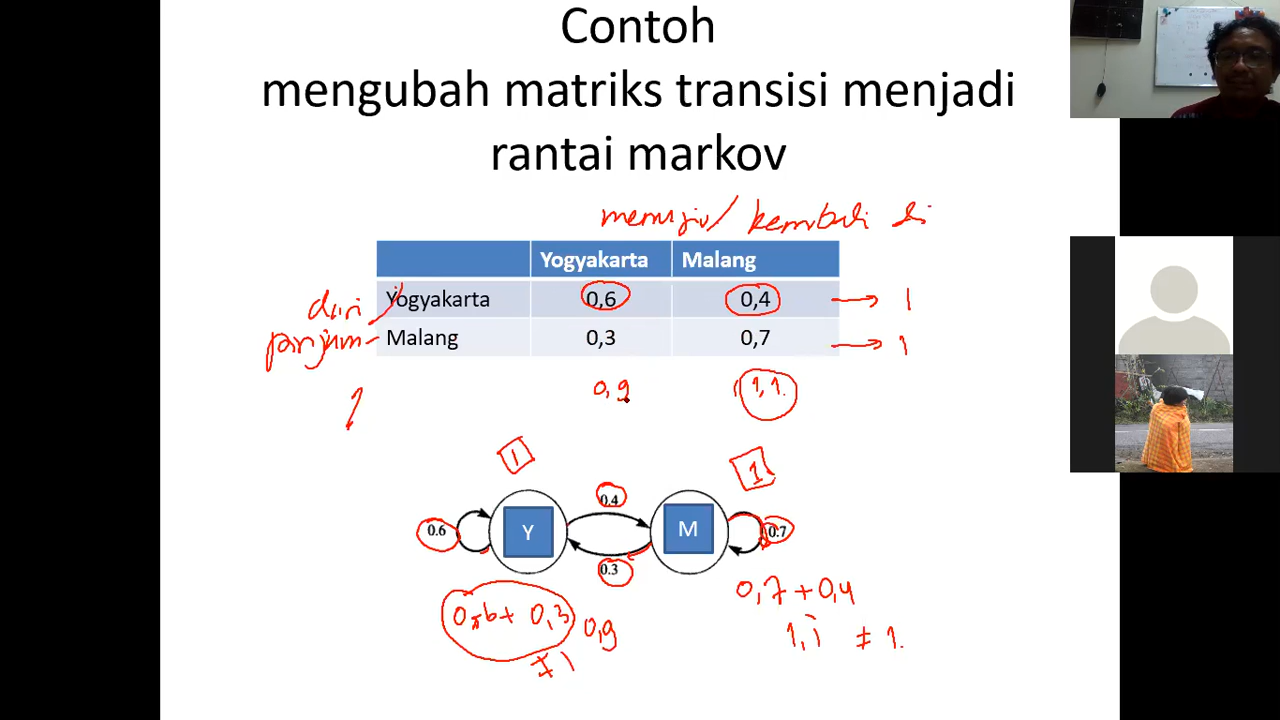 Contoh
mengubah matriks transisi menjadi
rantai markov
menuju/ kembali di
Yogyakarta Malang
dari Yogyakarta 0,6 0,4 → 1
Malang 0,3 0,7 → 1
0,9 1,1
1 1
0.4
0.6 Y M 0.7
0.3
0,6+ 0,3 0,9
≠ 1
0,7 + 0,4
1,1 ≠ 1.